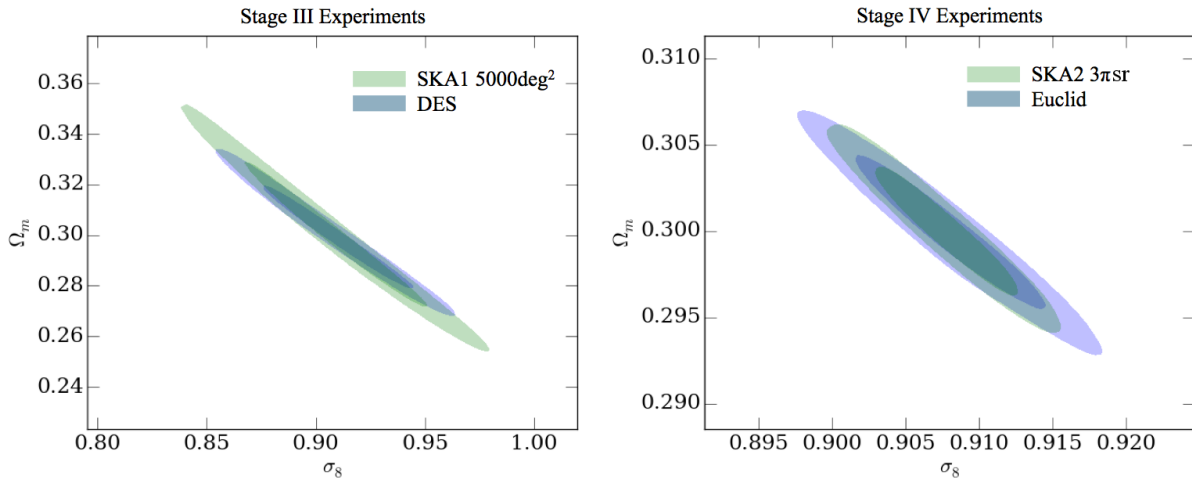 Stage III Experiments
0.36
0.34
0.32
0.30
0.28
0.26
0.24
Ωm
SKA1 5000deg²
DES
0.80 0.85 0.90 0.95 1.00
σ8
Stage IV Experiments
0.310
0.305
0.300
0.295
0.290
Ωm
SKA2 3πsr
Euclid
0.895 0.900 0.905 0.910 0.915 0.920
σ8